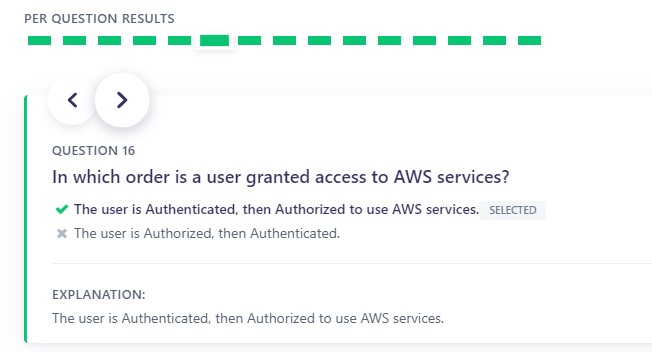 PER QUESTION RESULTS
QUESTION 16
In which order is a user granted access to AWS services?
The user is Authenticated, then Authorized to use AWS services. SELECTED
The user is Authorized, then Authenticated.
EXPLANATION:
The user is Authenticated, then Authorized to use AWS services.